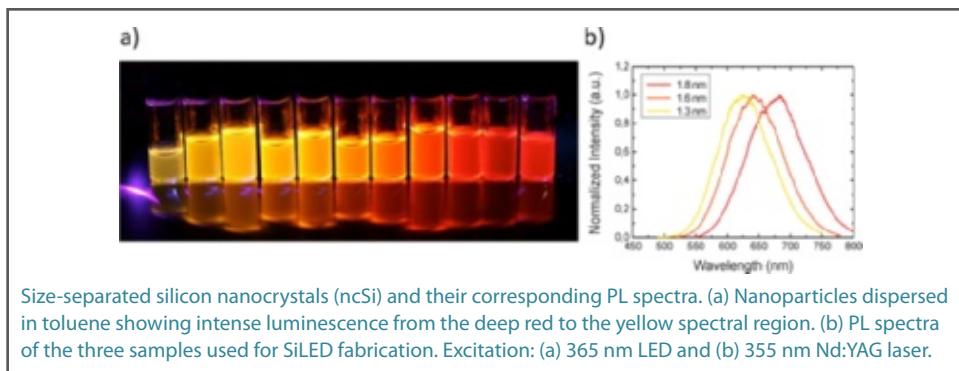 a)
b)
1,2
1,0
0,8
0,6
0,4
0,2
0,0
Normalized Intensity (a.u.)
1.8 nm
1.6 nm
1.3 nm
450 500 550 600 650 700 750 800
Wavelength (nm)
Size-separated silicon nanocrystals (ncSi) and their corresponding PL spectra. (a) Nanoparticles dispersed
in toluene showing intense luminescence from the deep red to the yellow spectral region. (b) PL spectra
of the three samples used for SiLED fabrication. Excitation: (a) 365 nm LED and (b) 355 nm Nd:YAG laser.